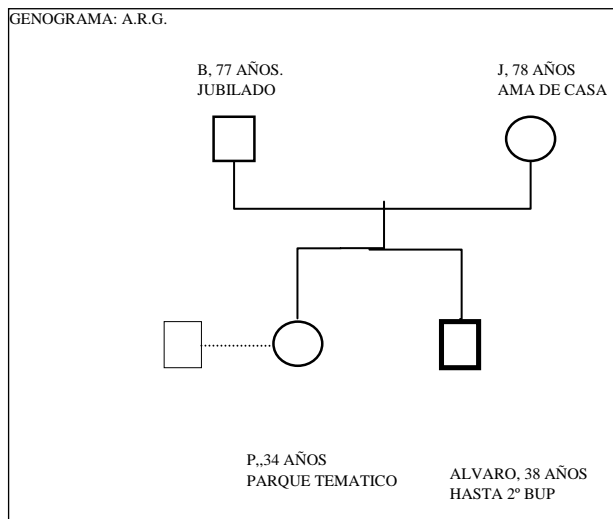 GENOGRAMA: A.R.G.
B, 77 AÑOS.
JUBILADO
J, 78 AÑOS
AMA DE CASA
P,,34 AÑOS
PARQUE TEMATICO
ALVARO, 38 AÑOS
HASTA 2º BUP